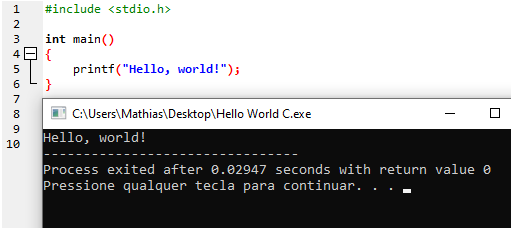 1 #include <stdio.h>
2
3 int main()
4 {
5 printf("Hello, world!");
6 }
7
8
9
10
C:\Users\Mathias\Desktop\Hello World C.exe
Hello, world!
--------------------------------
Process exited after 0.02947 seconds with return value 0
Pressione qualquer tecla para continuar. . .